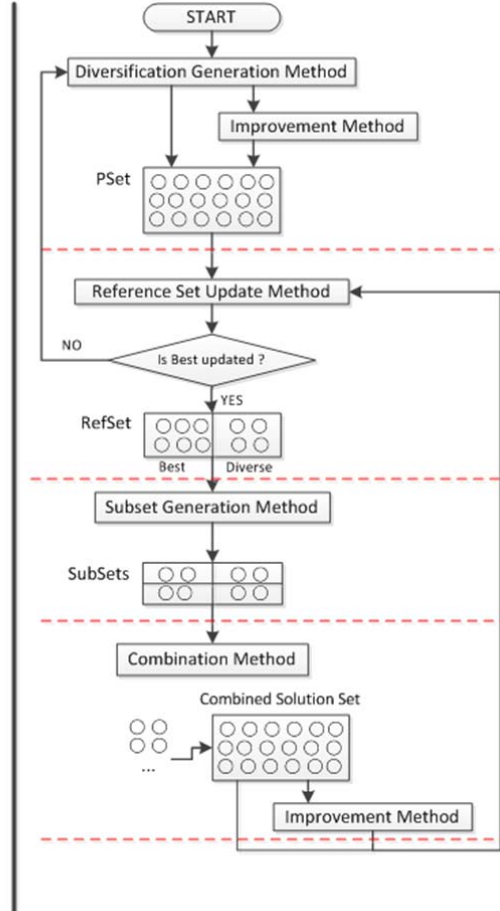 START
Diversification Generation Method
Improvement Method
PSet
Reference Set Update Method
NO
Is Best updated ?
YES
RefSet
Best
Diverse
Subset Generation Method
SubSets
Combination Method
Combined Solution Set
...
Improvement Method